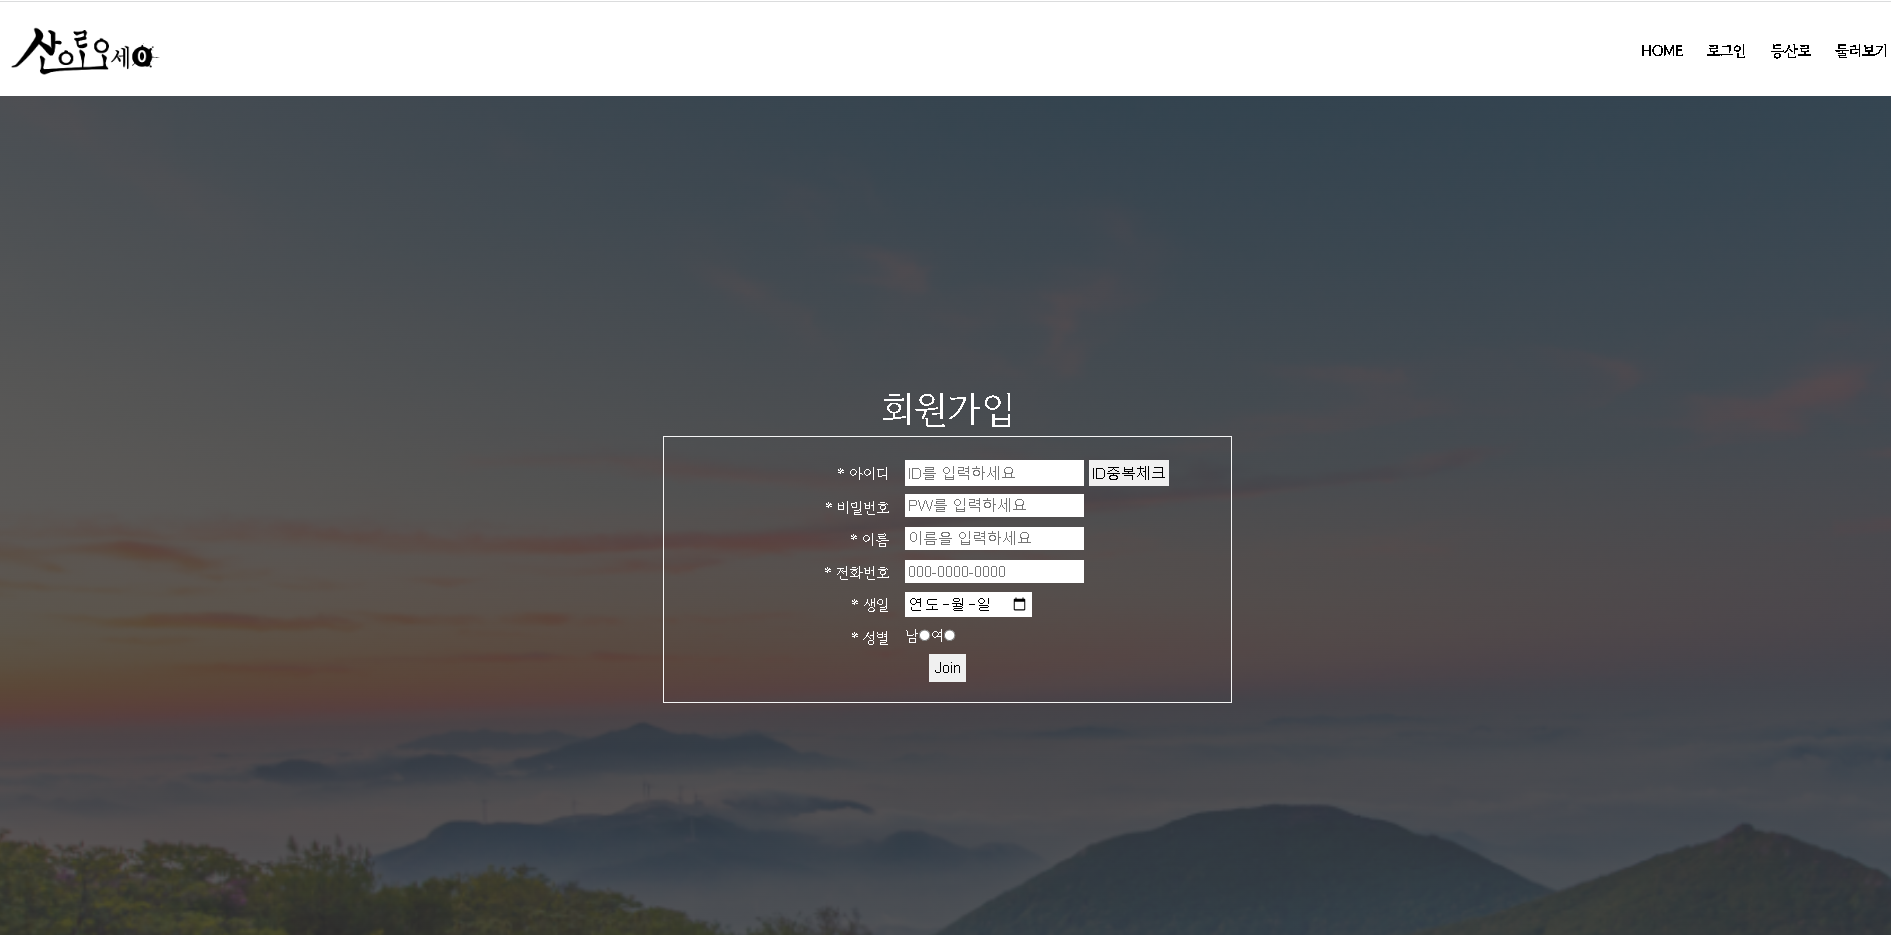 산이름오세0
HOME 로그인 등산로 둘러보기
회원가입
* 아이디 ID를 입력하세요 ID중복체크
* 비밀번호 PW를 입력하세요
* 이름 이름을 입력하세요
* 전화번호 000-0000-0000
* 생일 연도-월-일
* 성별 남 여
Join